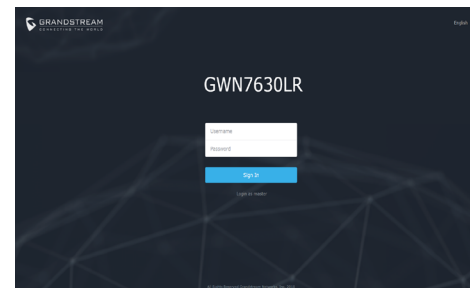 GRANDSTREAM
CONNECTING THE WORLD
English
GWN7630LR
Username
Password
Sign In
Login as master